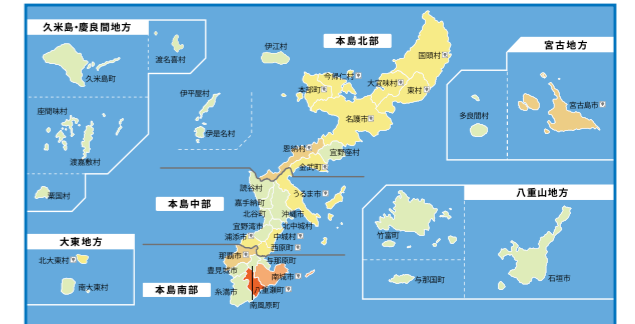 久米島・慶良間地方
渡名喜村
久米島町
座間味村
渡嘉敷村
粟国村
大東地方
北大東村
南大東村
伊江村
伊平屋村
伊是名村
本島北部
国頭村
今帰仁村
大宜味村
本部町
東村
名護市
恩納村
宜野座村
金武町
本島中部
読谷村
うるま市
嘉手納町
北谷町
沖縄市
宜野湾市
北中城村
浦添市
中城村
西原町
本島南部
那覇市
与那原町
豊見城市
南城市
糸満市
八重瀬町
南風原町
宮古地方
宮古島市
多良間村
八重山地方
竹富町
与那国町
石垣市